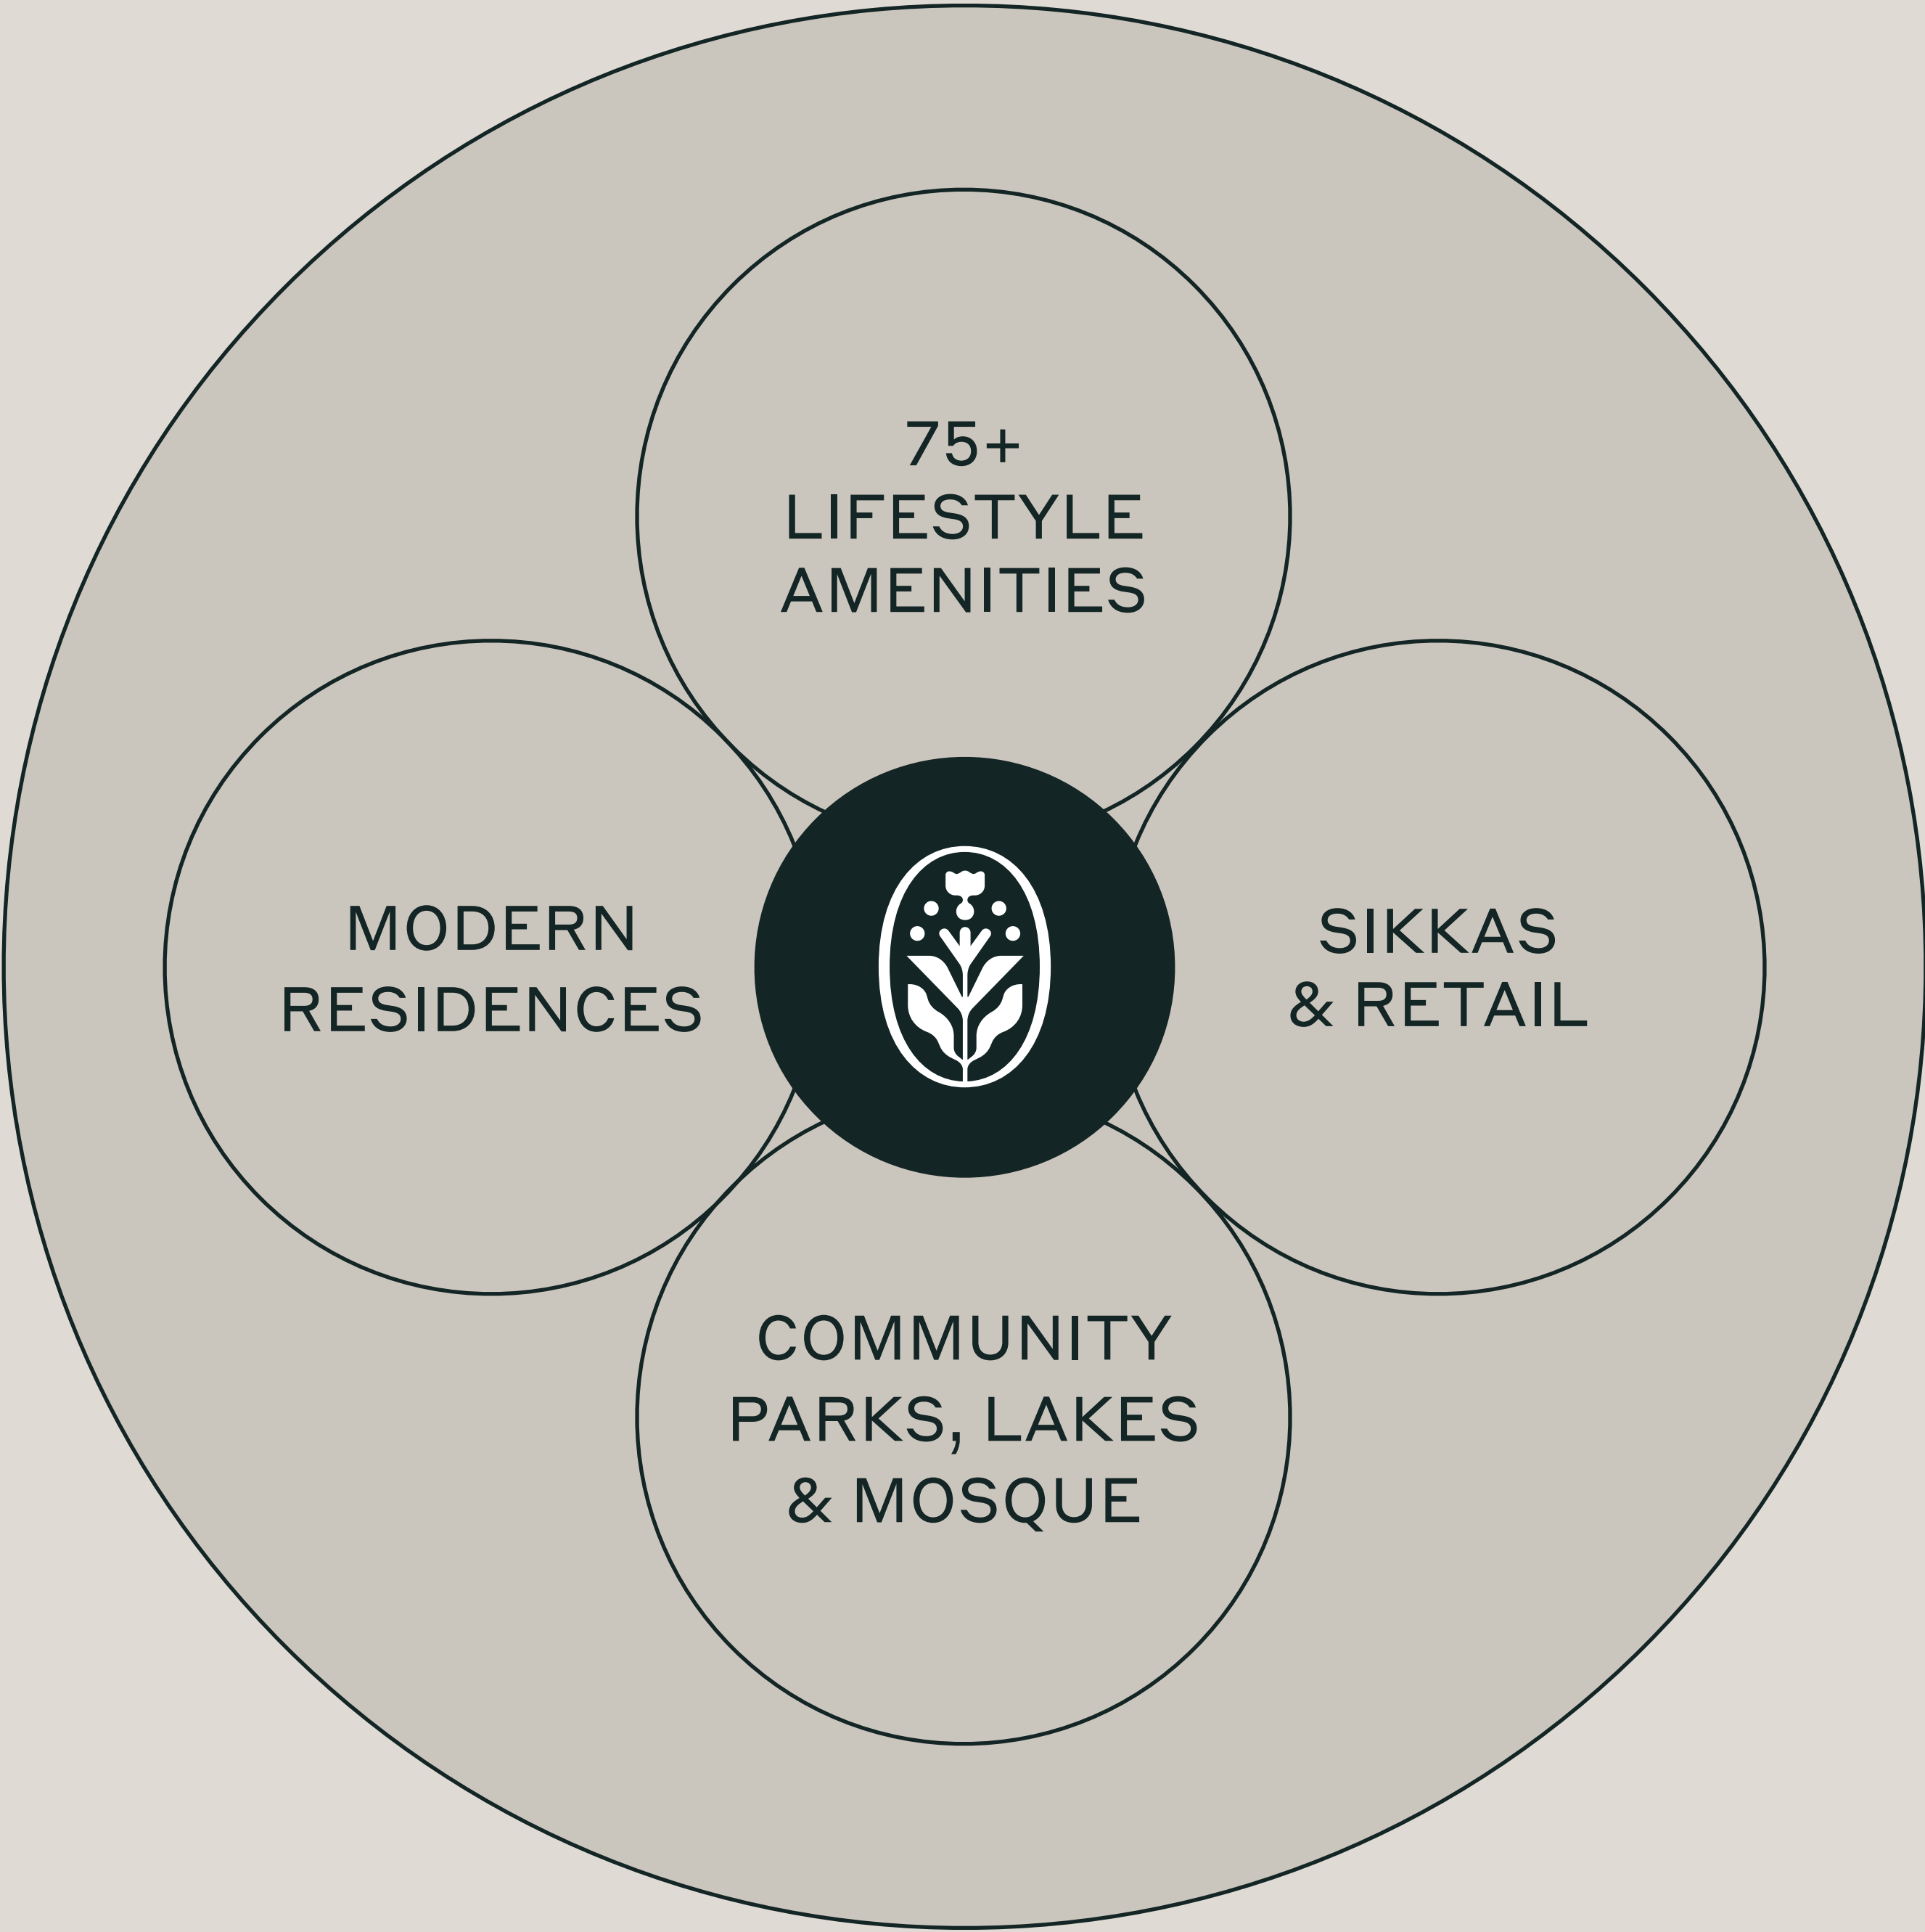 75+
LIFESTYLE
AMENITIES
MODERN
RESIDENCES
SIKKAS
& RETAIL
COMMUNITY
PARKS, LAKES
& MOSQUE